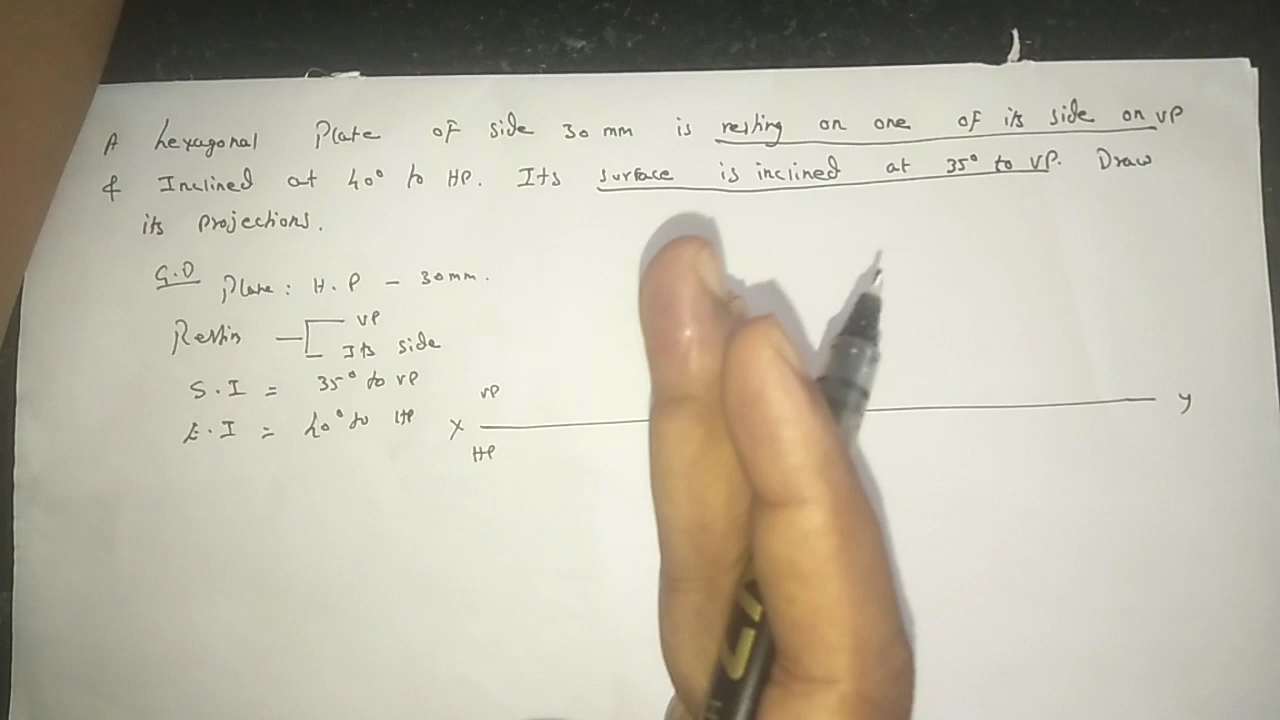 A hexagonal Plate of side 30 mm is resting on one of its side on VP
& Inclined at 40° to HP. Its surface is inclined at 35° to VP. Draw
its projections.
G.D Plane : H.P - 30mm.
Restin VP
Its side
S.I = 35° to VP
E.I = 40° to HP
VP
X y
HP